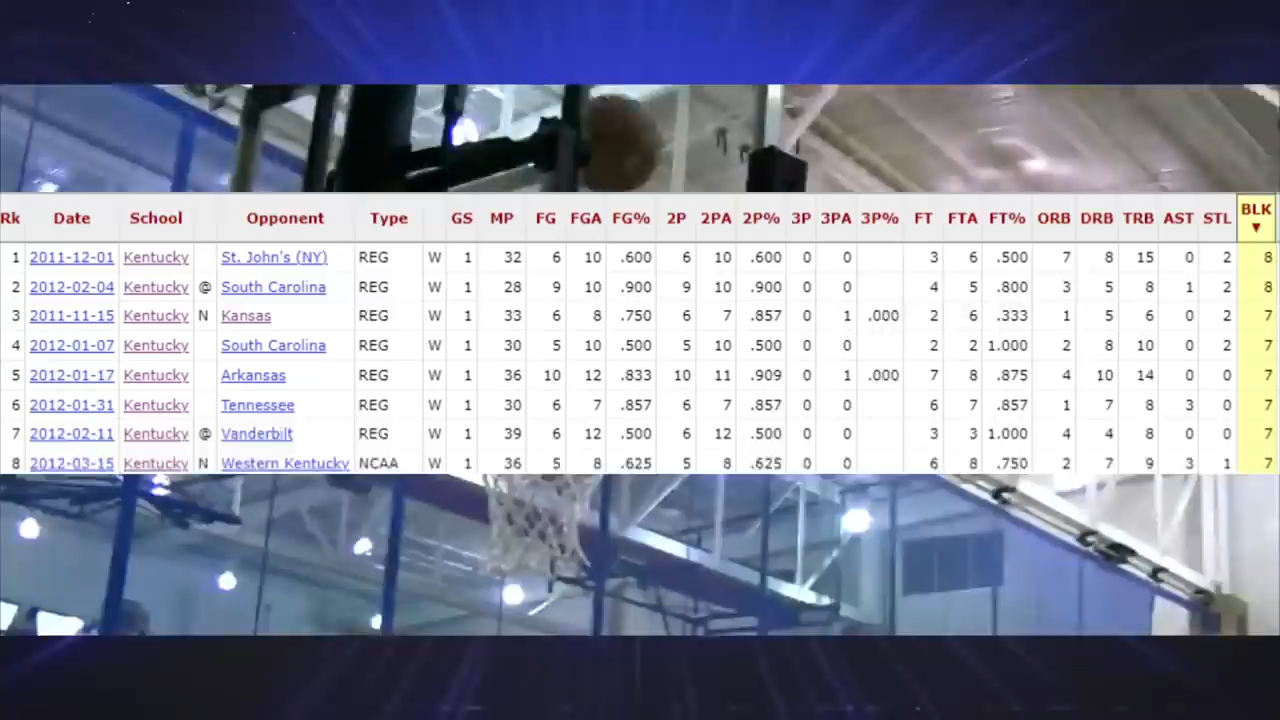 Rk Date School Opponent Type GS MP FG FGA FG% 2P 2PA 2P% 3P 3PA 3P% FT FTA FT% ORB DRB TRB AST STL BLK ▼
1 2011-12-01 Kentucky St. John's (NY) REG W 1 32 6 10 .600 6 10 .600 0 0 3 6 .500 7 8 15 0 2 8
2 2012-02-04 Kentucky @ South Carolina REG W 1 28 9 10 .900 9 10 .900 0 0 4 5 .800 3 5 8 1 2 8
3 2011-11-15 Kentucky N Kansas REG W 1 33 6 8 .750 6 7 .857 0 1 .000 2 6 .333 1 5 6 0 2 7
4 2012-01-07 Kentucky South Carolina REG W 1 30 5 10 .500 5 10 .500 0 0 2 2 1.000 2 8 10 0 2 7
5 2012-01-17 Kentucky Arkansas REG W 1 36 10 12 .833 10 11 .909 0 1 .000 7 8 .875 4 10 14 0 0 7
6 2012-01-31 Kentucky Tennessee REG W 1 30 6 7 .857 6 7 .857 0 0 6 7 .857 1 7 8 3 0 7
7 2012-02-11 Kentucky @ Vanderbilt REG W 1 39 6 12 .500 6 12 .500 0 0 3 3 1.000 4 4 8 0 0 7
8 2012-03-15 Kentucky N Western Kentucky NCAA W 1 36 5 8 .625 5 8 .625 0 0 6 8 .750 2 7 9 3 1 7